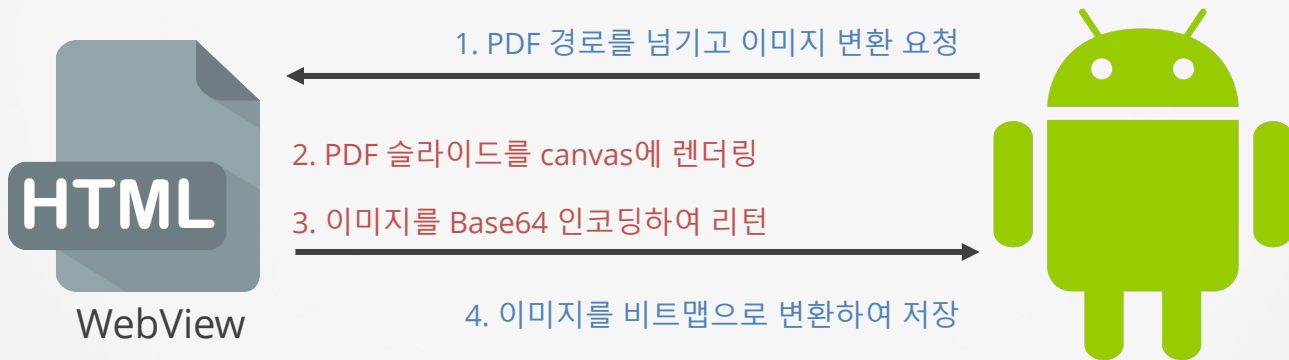 1. PDF 경로를 넘기고 이미지 변환 요청
2. PDF 슬라이드를 canvas에 렌더링
HTML
3. 이미지를 Base64 인코딩하여 리턴
4. 이미지를 비트맵으로 변환하여 저장
WebView